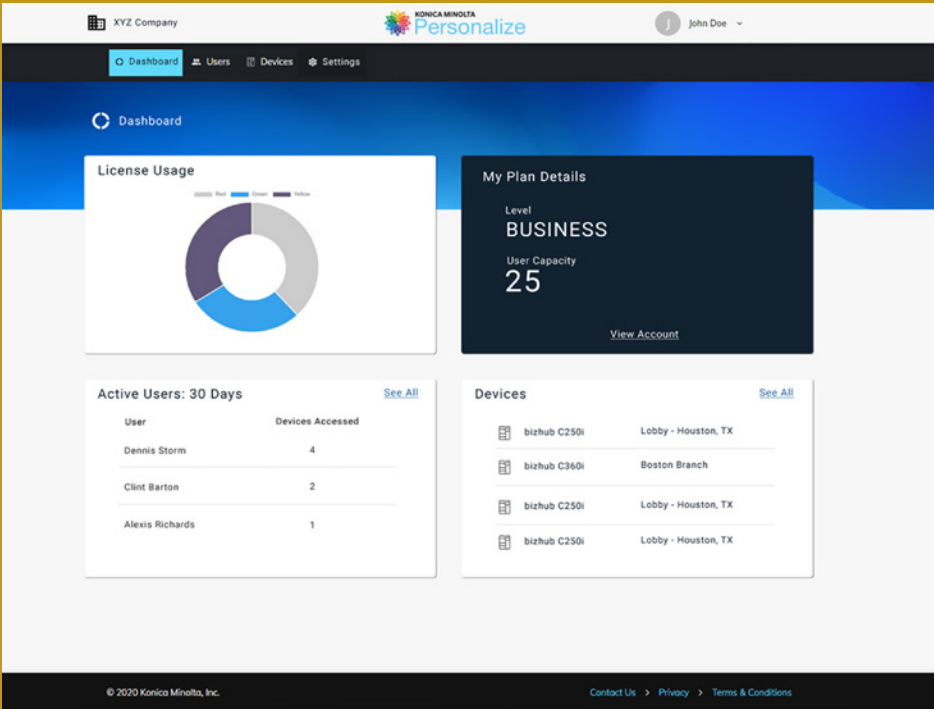 XYZ Company
KONICA MINOLTA
Personalize
J
John Doe
Dashboard
Users
Devices
Settings
Dashboard
License Usage
Red
Green
Yellow
My Plan Details
Level
BUSINESS
User Capacity
25
View Account
Active Users: 30 Days
See All
User
Devices Accessed
Dennis Storm
4
Clint Barton
2
Alexis Richards
1
Devices
See All
bizhub C250i
Lobby - Houston, TX
bizhub C360i
Boston Branch
bizhub C250i
Lobby - Houston, TX
bizhub C250i
Lobby - Houston, TX
© 2020 Konica Minolta, Inc.
Contact Us > Privacy > Terms & Conditions